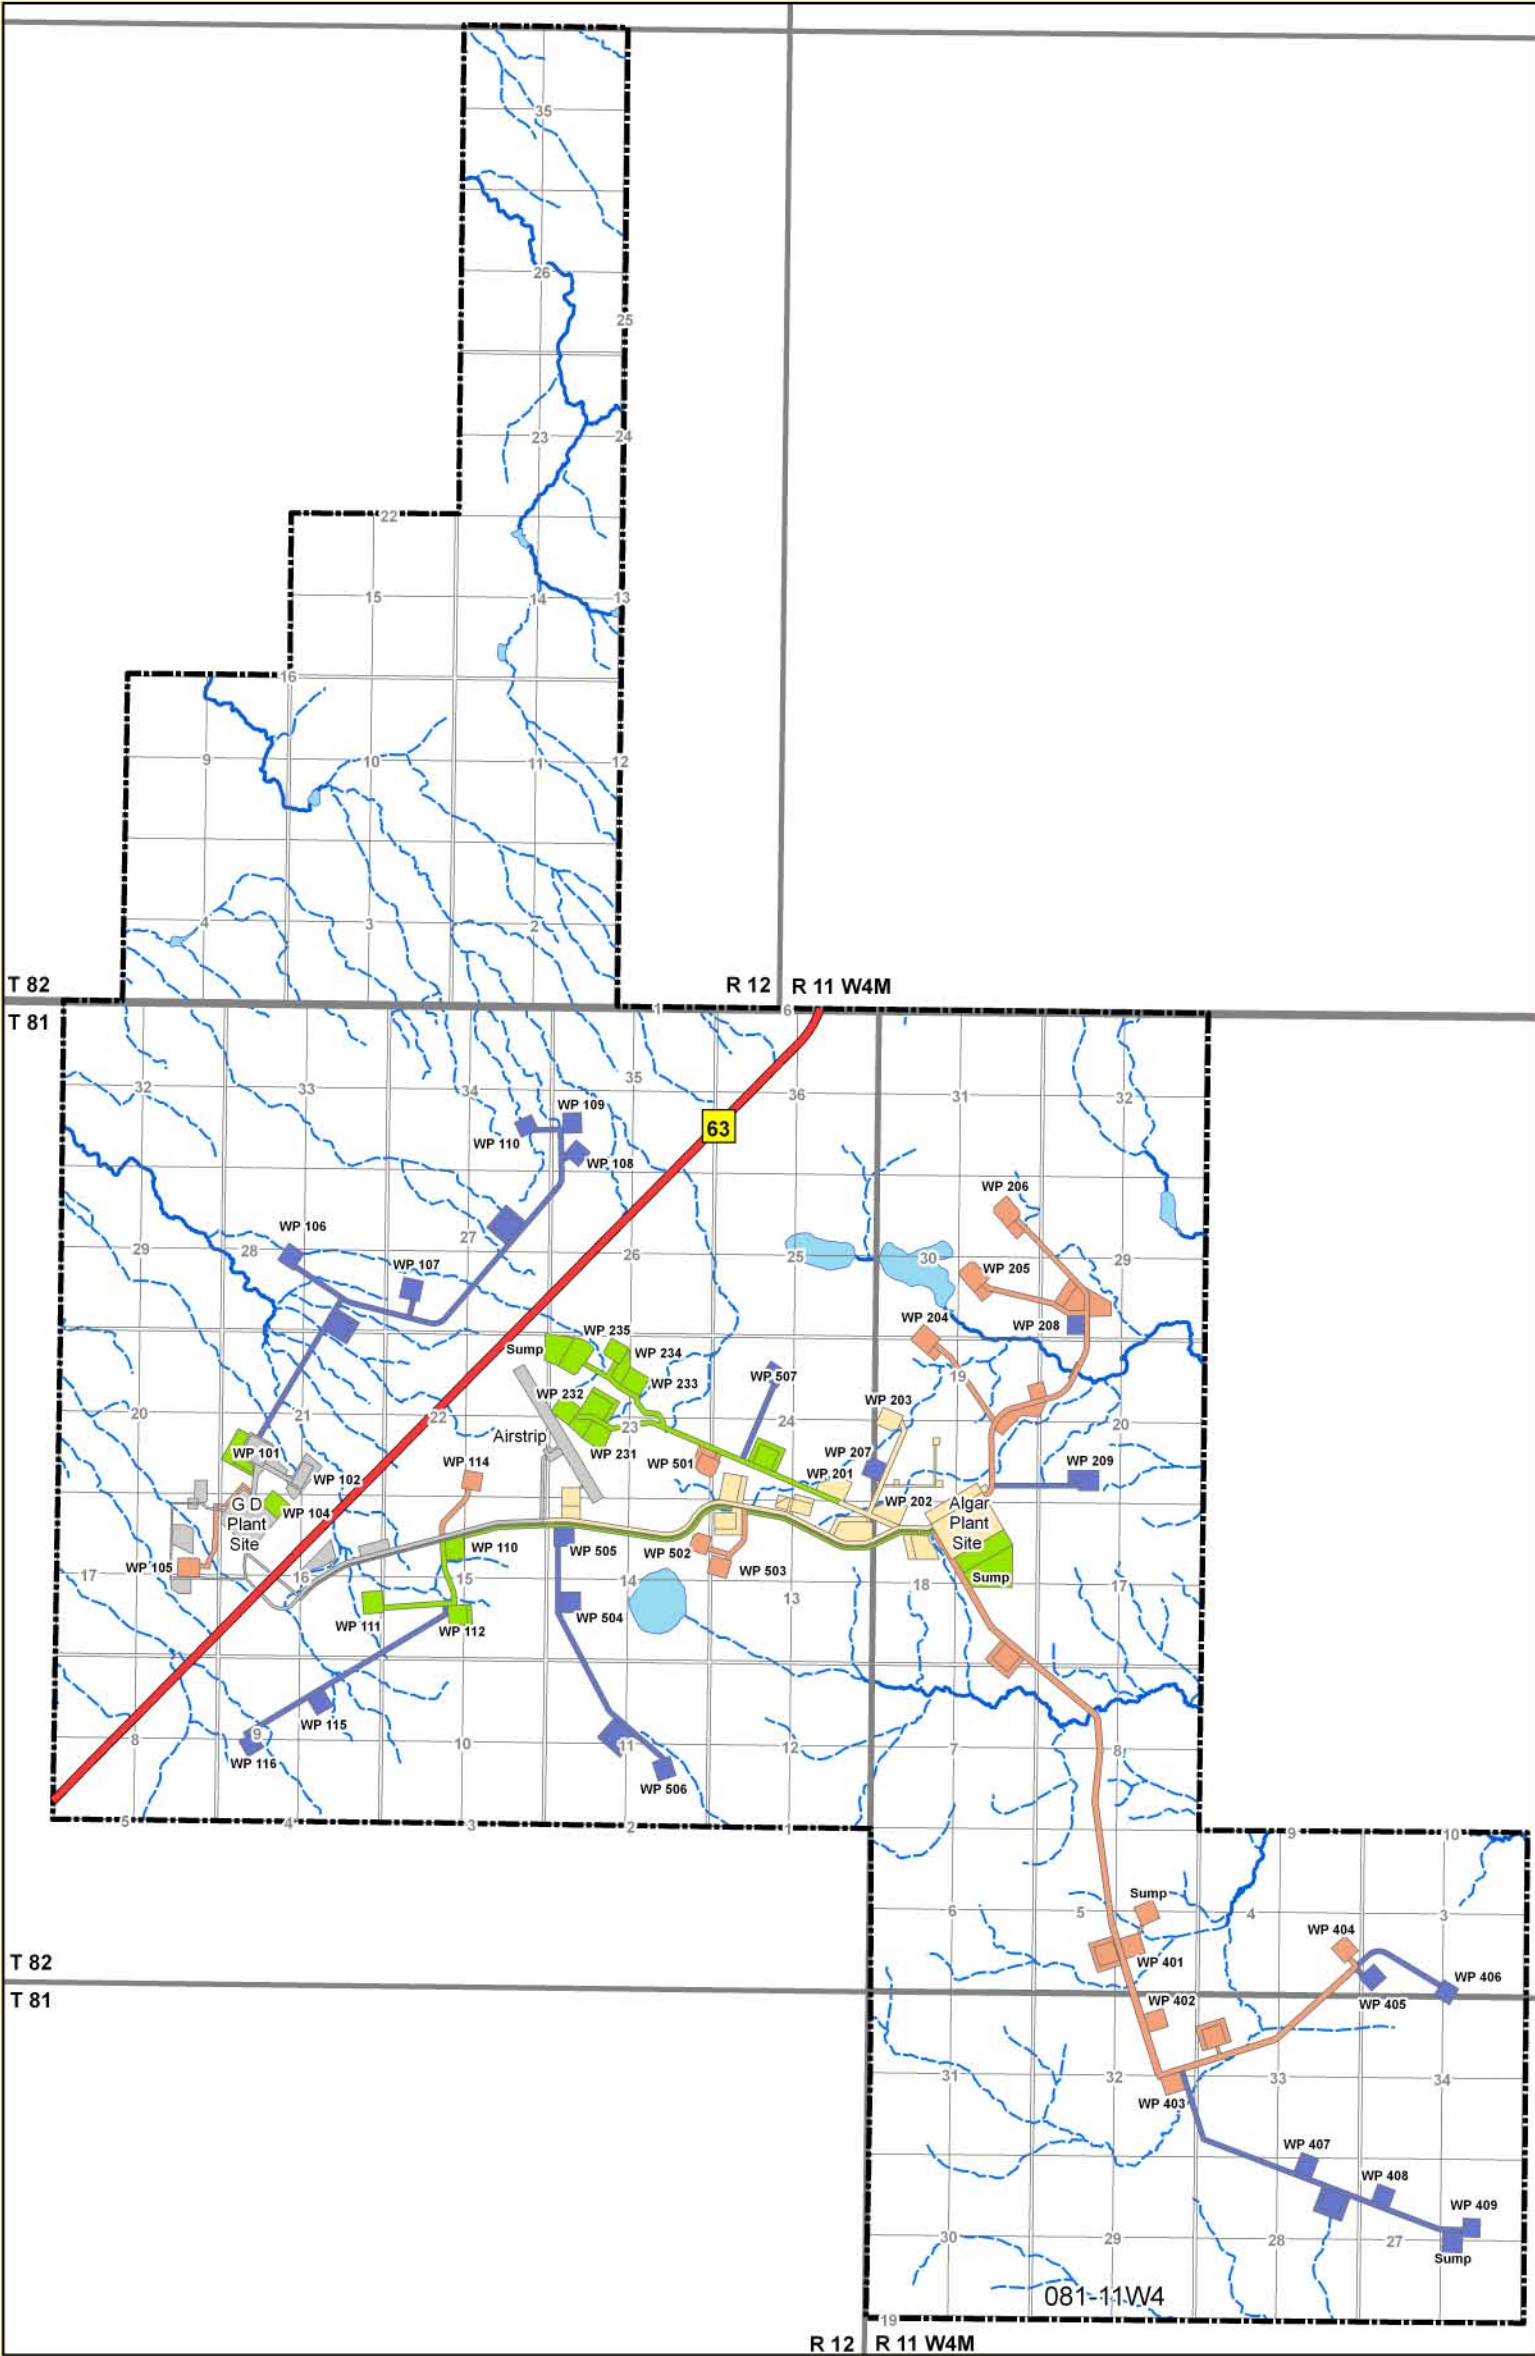 35
26
25
23
24
22
15
14
13
16
9
10
11
12
4
3
2
T 82
R 12
R 11 W4M
T 81
1
6
32
33
34
35
36
31
32
WP 109
63
WP 110
WP 108
WP 206
WP 106
29
28
27
26
25
30
29
WP 107
WP 205
WP 204
WP 208
WP 235
Sump
WP 234
WP 233
WP 507
19
WP 232
WP 203
20
21
22
23
24
20
Airstrip
WP 101
WP 231
WP 207
WP 209
WP 114
WP 501
WP 102
WP 201
G D
Plant
Site
WP 104
WP 202
Algar
Plant
Site
WP 110
WP 505
WP 502
WP 105
WP 503
Sump
17
16
15
14
13
18
17
WP 504
WP 111
WP 112
WP 115
8
9
10
11
12
7
8
WP 116
WP 506
5
4
3
2
1
9
10
Sump
6
5
4
3
WP 404
T 82
WP 401
WP 406
T 81
WP 402
WP 405
31
32
33
34
WP 403
WP 407
WP 408
WP 409
30
29
28
27
Sump
081-11W4
19
R 12
R 11 W4M